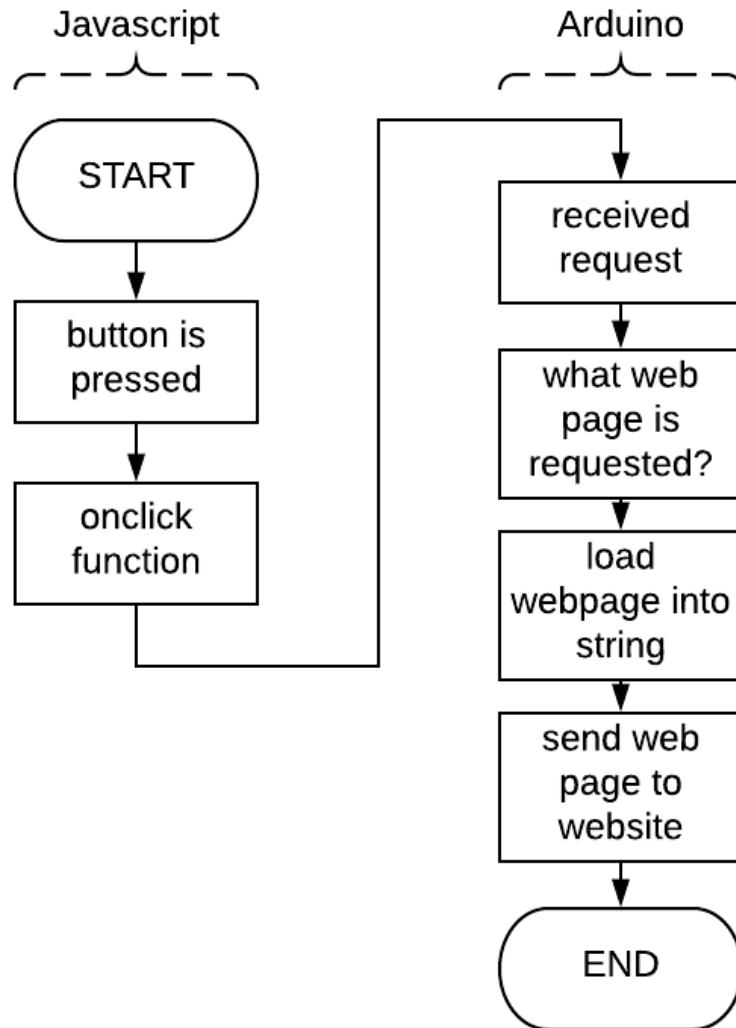 Javascript
START
button is
pressed
onclick
function
Arduino
received
request
what web
page is
requested?
load
webpage into
string
send web
page to
website
END